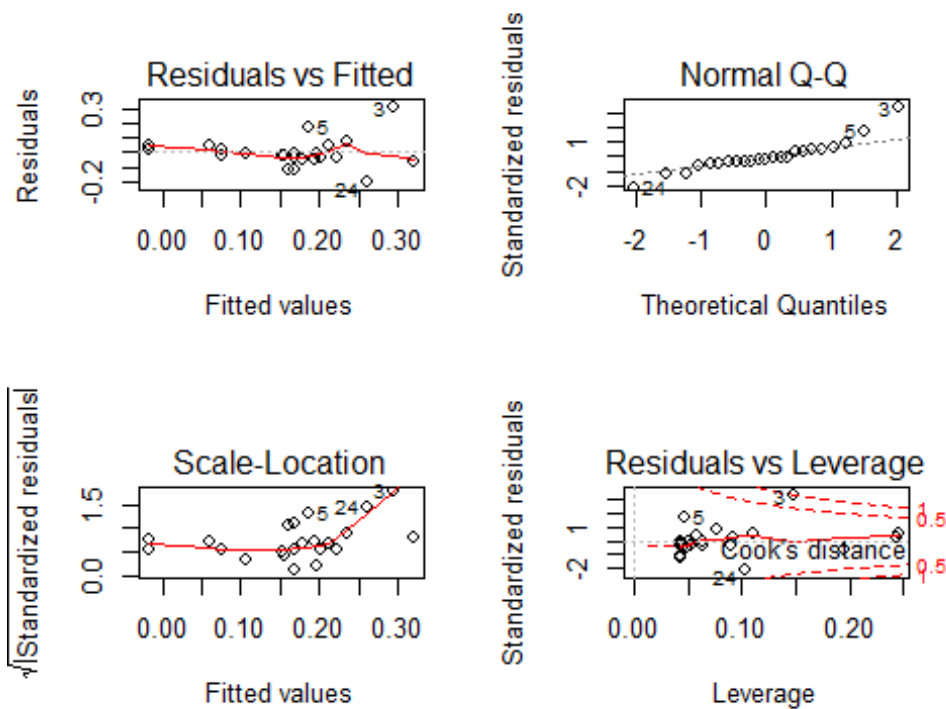 Residuals vs Fitted
Residuals
0.3
-0.2
3
5
24
0.00 0.10 0.20 0.30
Fitted values
Normal Q-Q
Standardized residuals
1
-2
3
5
24
-2 -1 0 1 2
Theoretical Quantiles
Scale-Location
√|Standardized residuals|
1.5
0.0
3
24
5
0.00 0.10 0.20 0.30
Fitted values
Residuals vs Leverage
Standardized residuals
1
-2
3
5
24
Cook's distance
1
0.5
0.5
1
0.00 0.10 0.20
Leverage